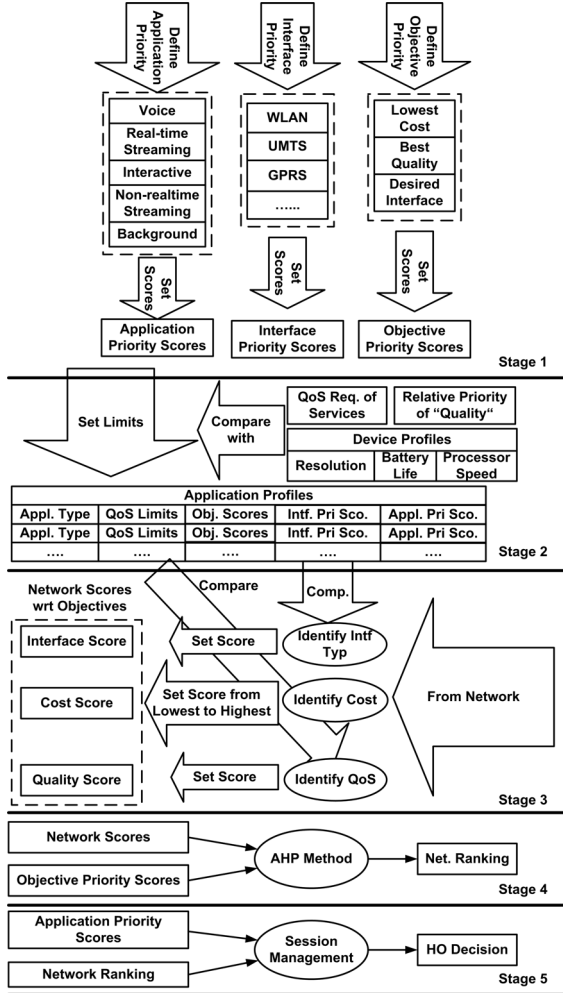 Define
Application
Priority
Define
Interface
Priority
Define
Objective
Priority
Voice
Real-time
Streaming
Interactive
Non-realtime
Streaming
Background
WLAN
UMTS
GPRS
…...
Lowest
Cost
Best
Quality
Desired
Interface
Set
Scores
Set
Scores
Set
Scores
Application
Priority Scores
Interface
Priority Scores
Objective
Priority Scores
Stage 1
Set Limits
Compare
with
QoS Req. of
Services
Relative Priority
of “Quality“
Device Profiles
Resolution
Battery
Life
Processor
Speed
Application Profiles
Appl. Type QoS Limits Obj. Scores Intf. Pri Sco. Appl. Pri Sco.
Appl. Type QoS Limits Obj. Scores Intf. Pri Sco. Appl. Pri Sco.
…. …. …. …. ….
Stage 2
Network Scores
wrt Objectives
Compare
Comp.
Interface Score
Set Score
Identify Intf
Typ
Cost Score
Set Score from
Lowest to Highest
Identify Cost
From Network
Quality Score
Set Score
Identify QoS
Stage 3
Network Scores
Objective Priority Scores
AHP Method
Net. Ranking
Stage 4
Application Priority
Scores
Network Ranking
Session
Management
HO Decision
Stage 5